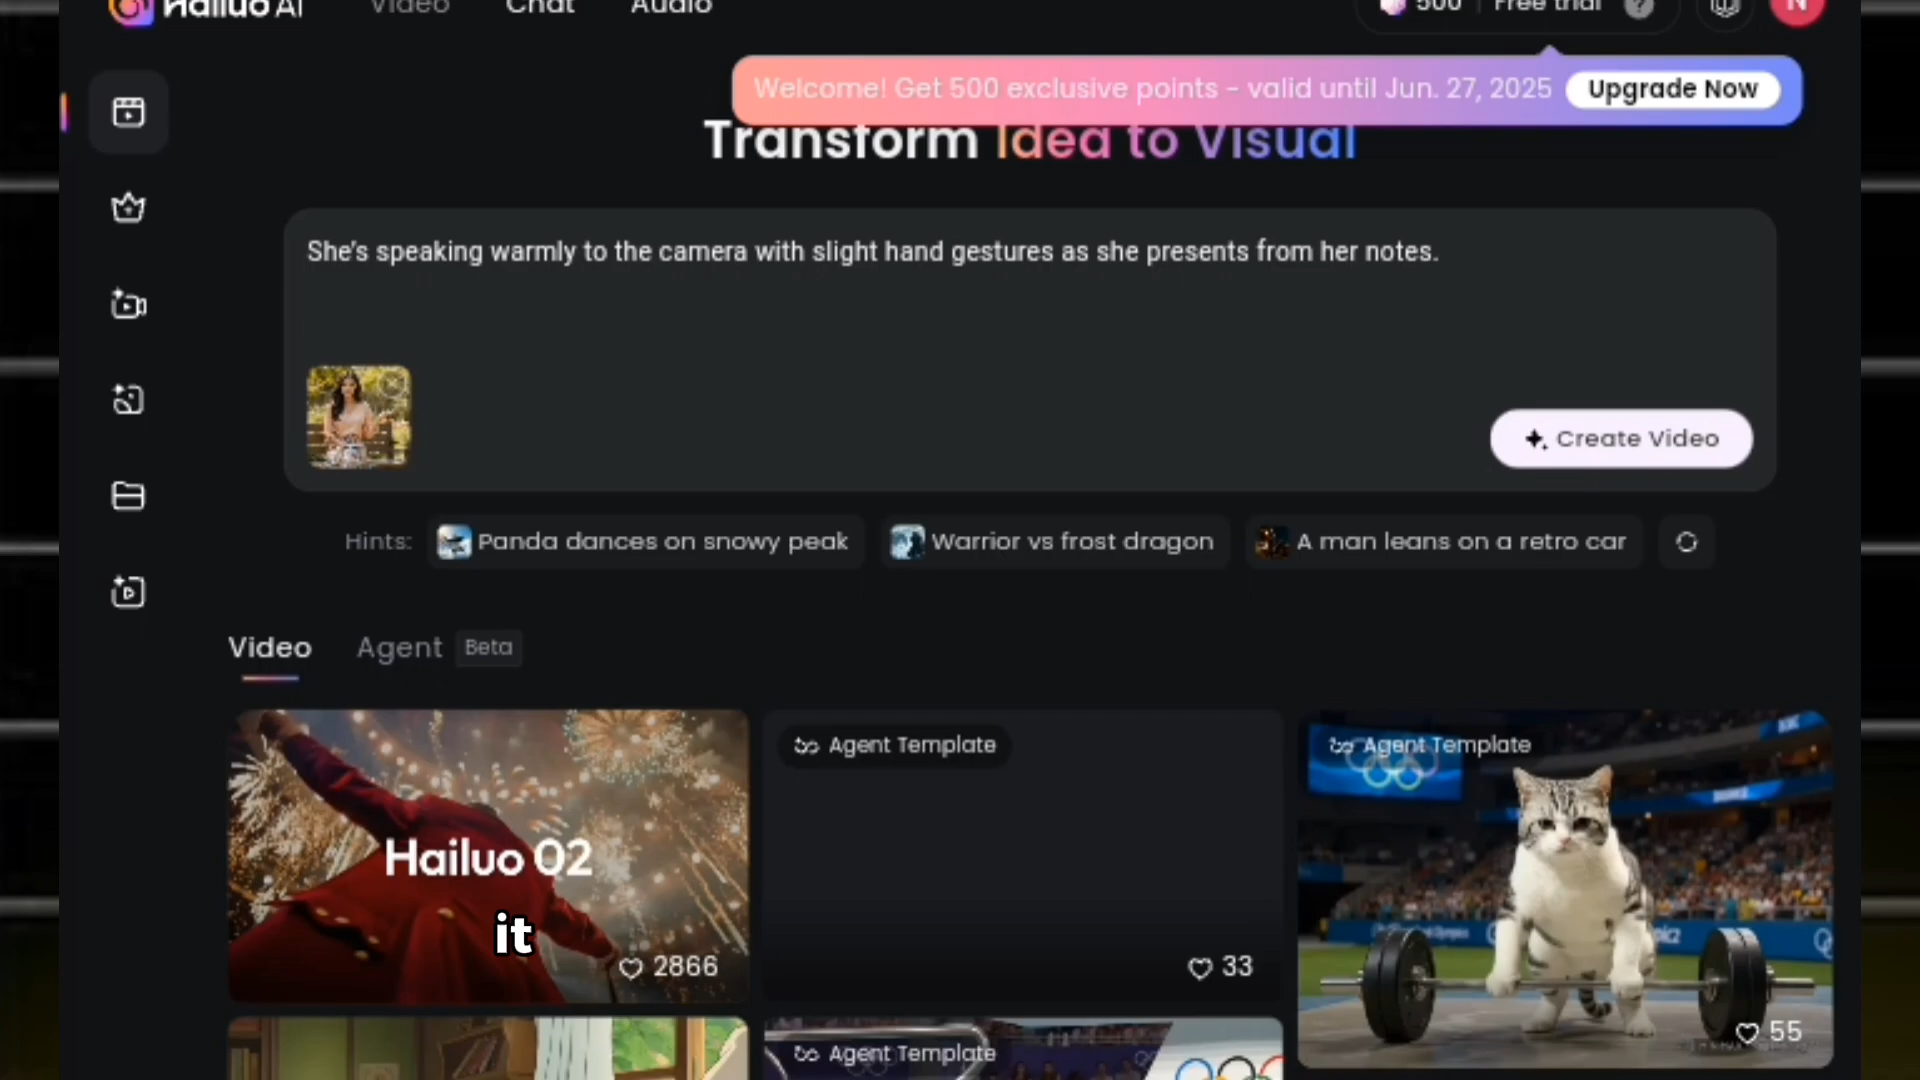 Hailuo AI
Video
Chat
Audio
500
Free trial
?
N
Welcome! Get 500 exclusive points - valid until Jun. 27, 2025
Upgrade Now
Transform Idea to Visual
She's speaking warmly to the camera with slight hand gestures as she presents from her notes.
Create Video
Hints:
Panda dances on snowy peak
Warrior vs frost dragon
A man leans on a retro car
Video
Agent
Beta
Hailuo 02
it
2866
Agent Template
33
Agent Template
55
Agent Template